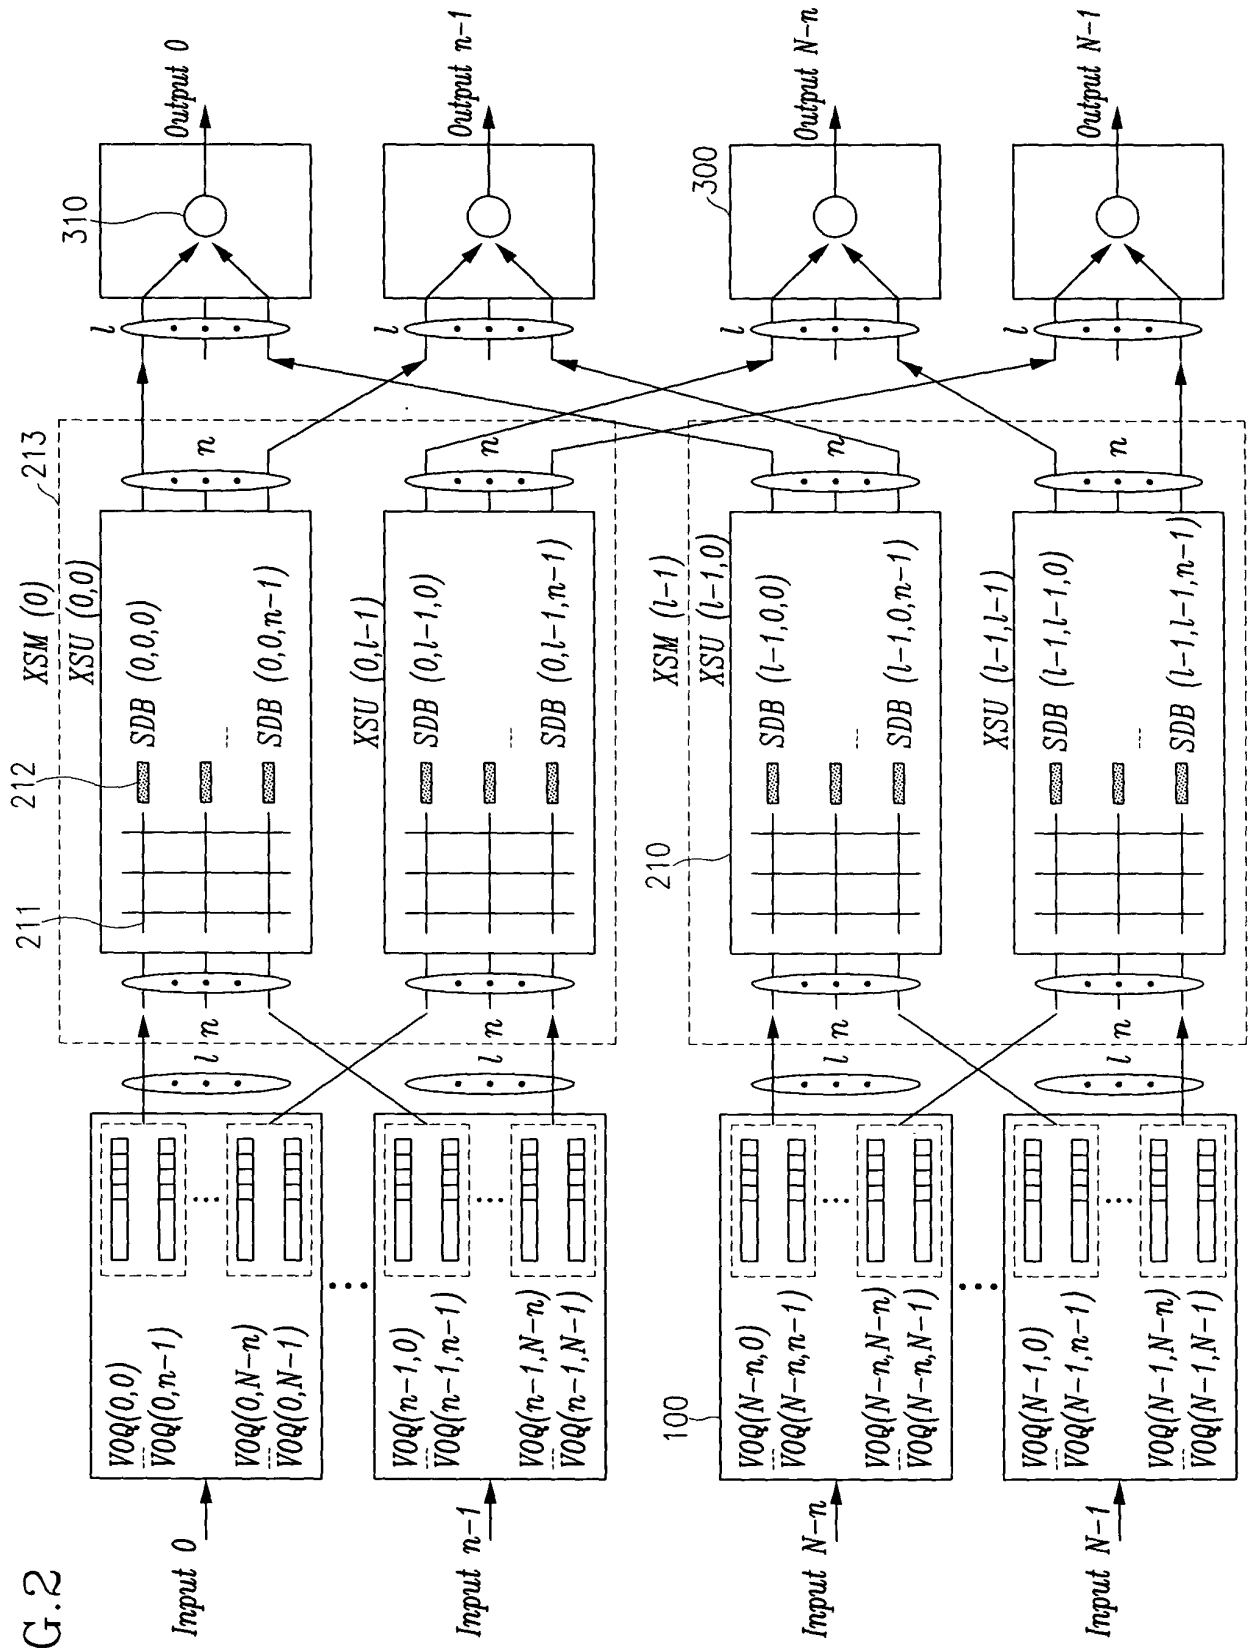 G.2
Input 0
VOQ(0,0)
VOQ(0,n-1)
VOQ(0,N-n)
VOQ(0,N-1)
l
n
211
212
213
XSM (0)
XSU (0,0)
SDB (0,0,0)
SDB (0,0,n-1)
n
l
310
Output 0
Input n-1
VOQ(n-1,0)
VOQ(n-1,n-1)
VOQ(n-1,N-n)
VOQ(n-1,N-1)
l
n
XSU (0,l-1)
SDB (0,l-1,0)
SDB (0,l-1,n-1)
n
l
Output n-1
Input N-n
100
VOQ(N-n,0)
VOQ(N-n,n-1)
VOQ(N-n,N-n)
VOQ(N-n,N-1)
l
n
210
XSM (l-1)
XSU (l-1,0)
SDB (l-1,0,0)
SDB (l-1,0,n-1)
n
l
300
Output N-n
Input N-1
VOQ(N-1,0)
VOQ(N-1,n-1)
VOQ(N-1,N-n)
VOQ(N-1,N-1)
l
n
XSU (l-1,l-1)
SDB (l-1,l-1,0)
SDB (l-1,l-1,n-1)
n
l
Output N-1